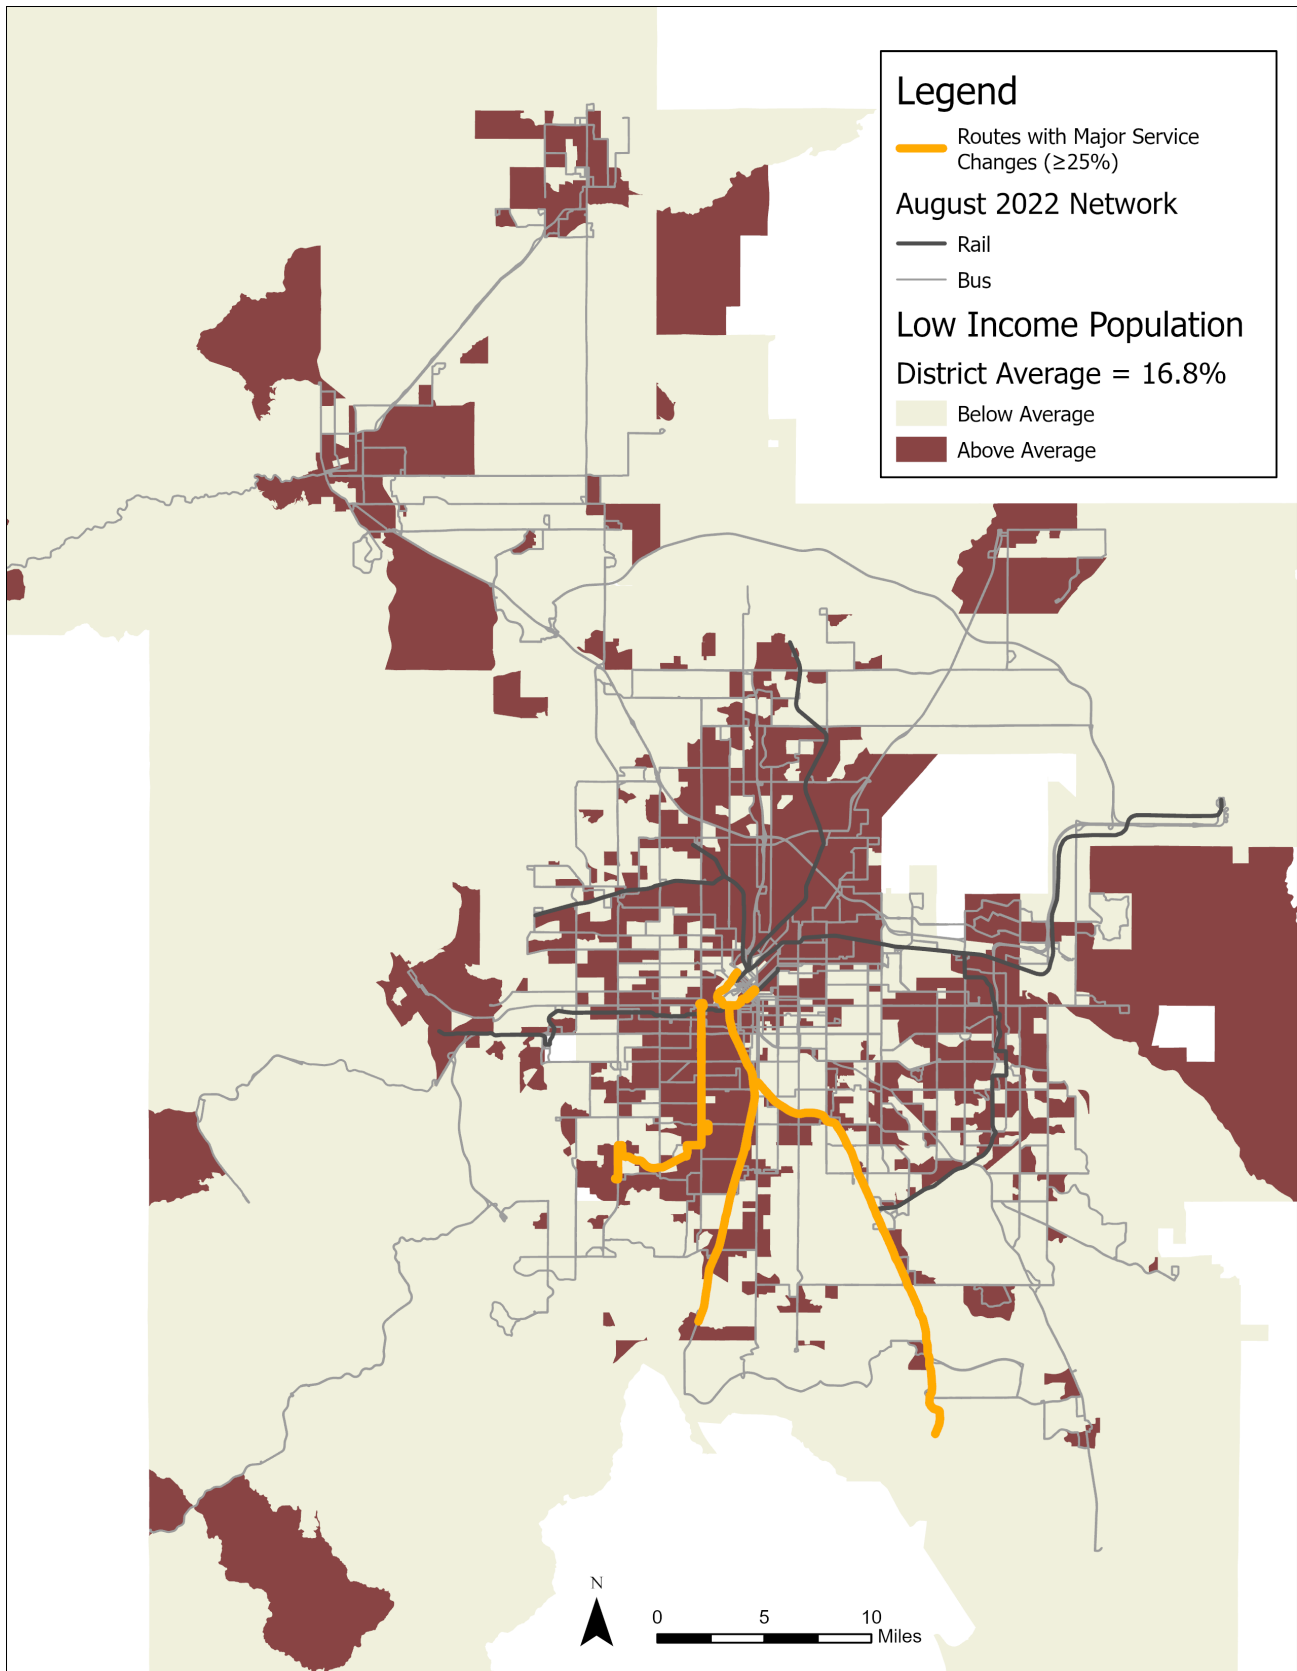 Legend
Routes with Major Service
Changes (≥25%)
August 2022 Network
Rail
Bus
Low Income Population
District Average = 16.8%
Below Average
Above Average
N
0 5 10
Miles